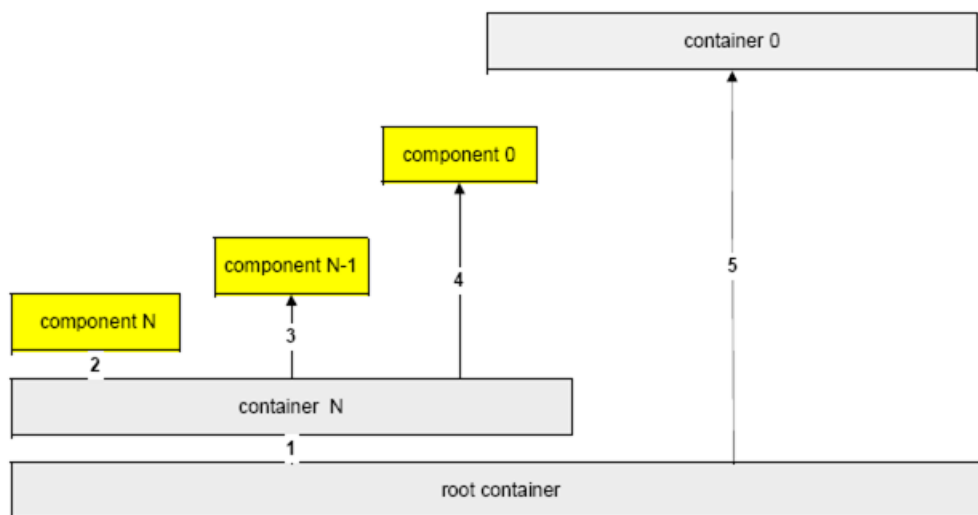 container 0
component 0
component N-1
4
5
component N
3
2
container N
1
root container